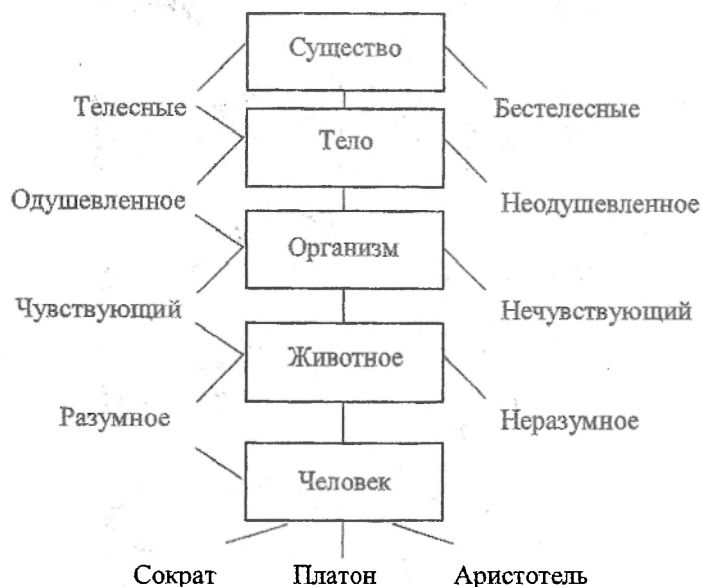 Существо
Телесные
Бестелесные
Тело
Одушевленное
Неодушевленное
Организм
Чувствующий
Нечувствующий
Животное
Разумное
Неразумное
Человек
Сократ Платон Аристотель